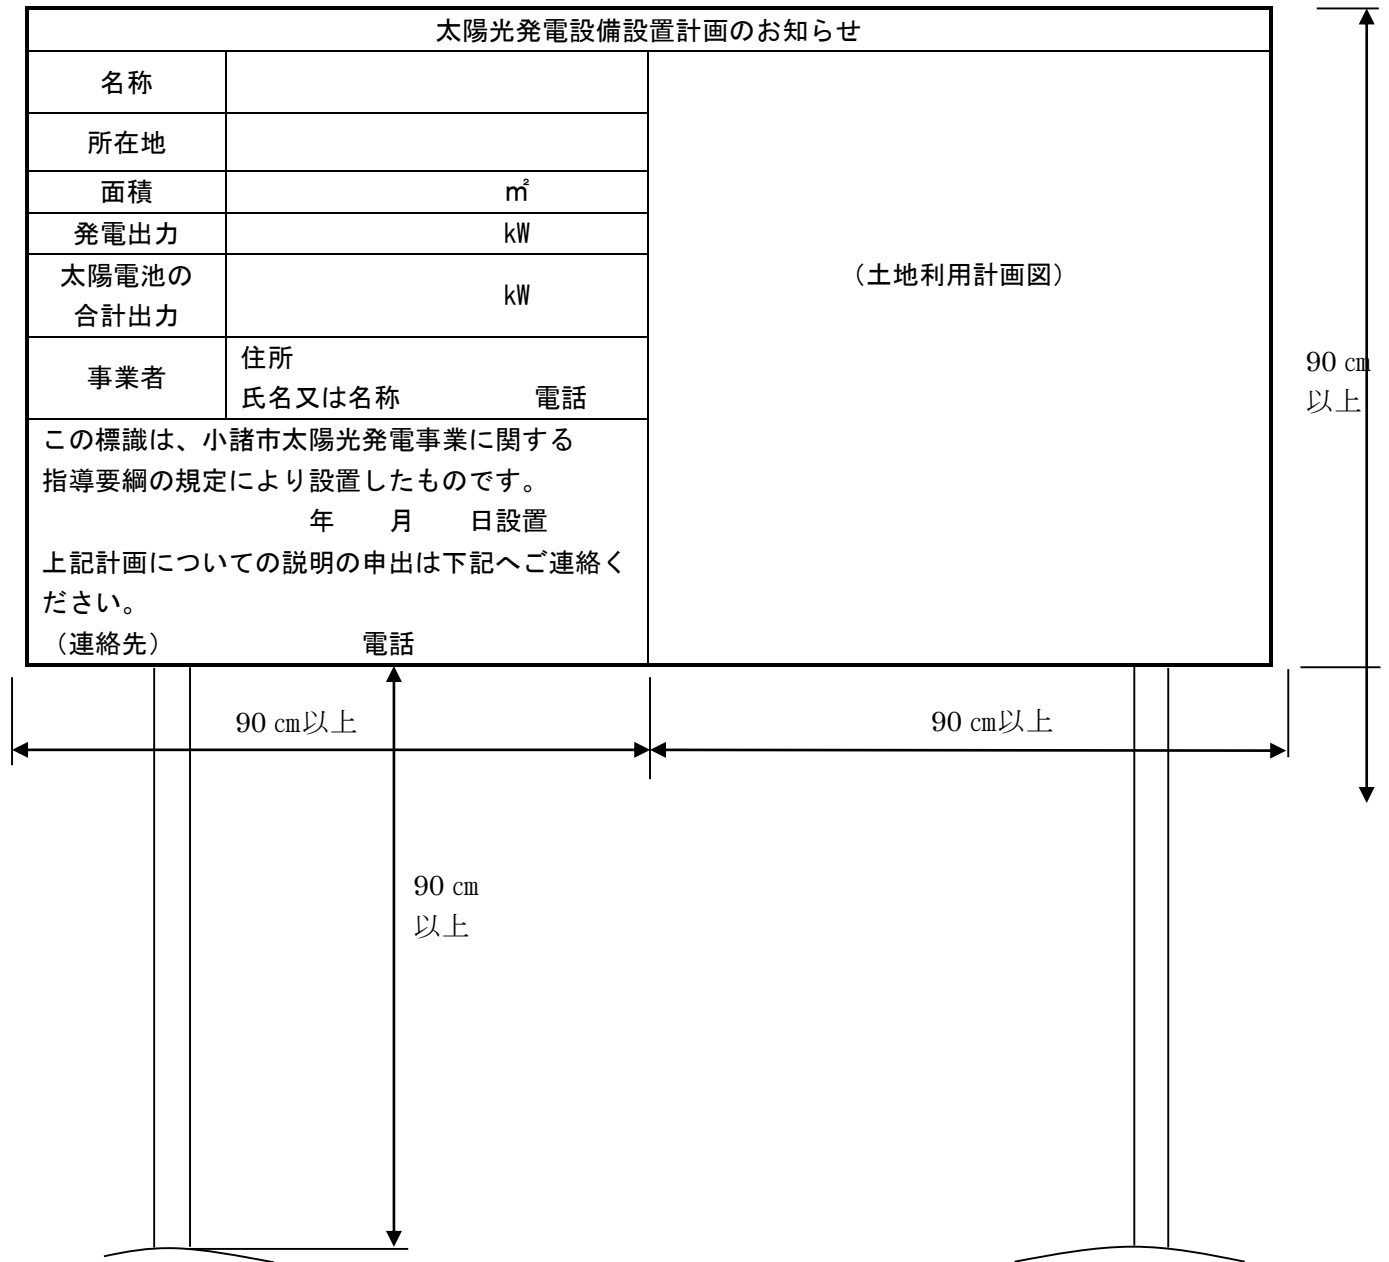 太陽光発電設備設置計画のお知らせ
名称
所在地
面積 ㎡
発電出力 kW
太陽電池の
合計出力
kW
事業者
住所
氏名又は名称 電話
この標識は、小諸市太陽光発電事業に関する
指導要綱の規定により設置したものです。
年 月 日設置
上記計画についての説明の申出は下記へご連絡く
ださい。
（連絡先） 電話
（土地利用計画図）
90 ㎝
以上
90 ㎝以上
90 ㎝以上
90 ㎝
以上